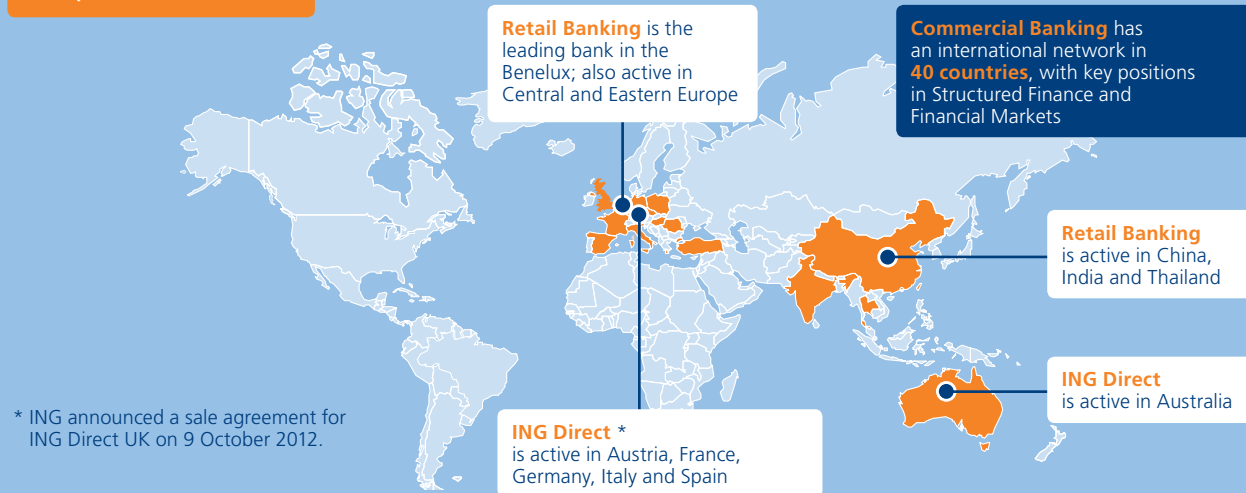 Retail Banking is the
leading bank in the
Benelux; also active in
Central and Eastern Europe
Commercial Banking has
an international network in
40 countries, with key positions
in Structured Finance and
Financial Markets
Retail Banking
is active in China,
India and Thailand
ING Direct
is active in Australia
* ING announced a sale agreement for
ING Direct UK on 9 October 2012.
ING Direct *
is active in Austria, France,
Germany, Italy and Spain